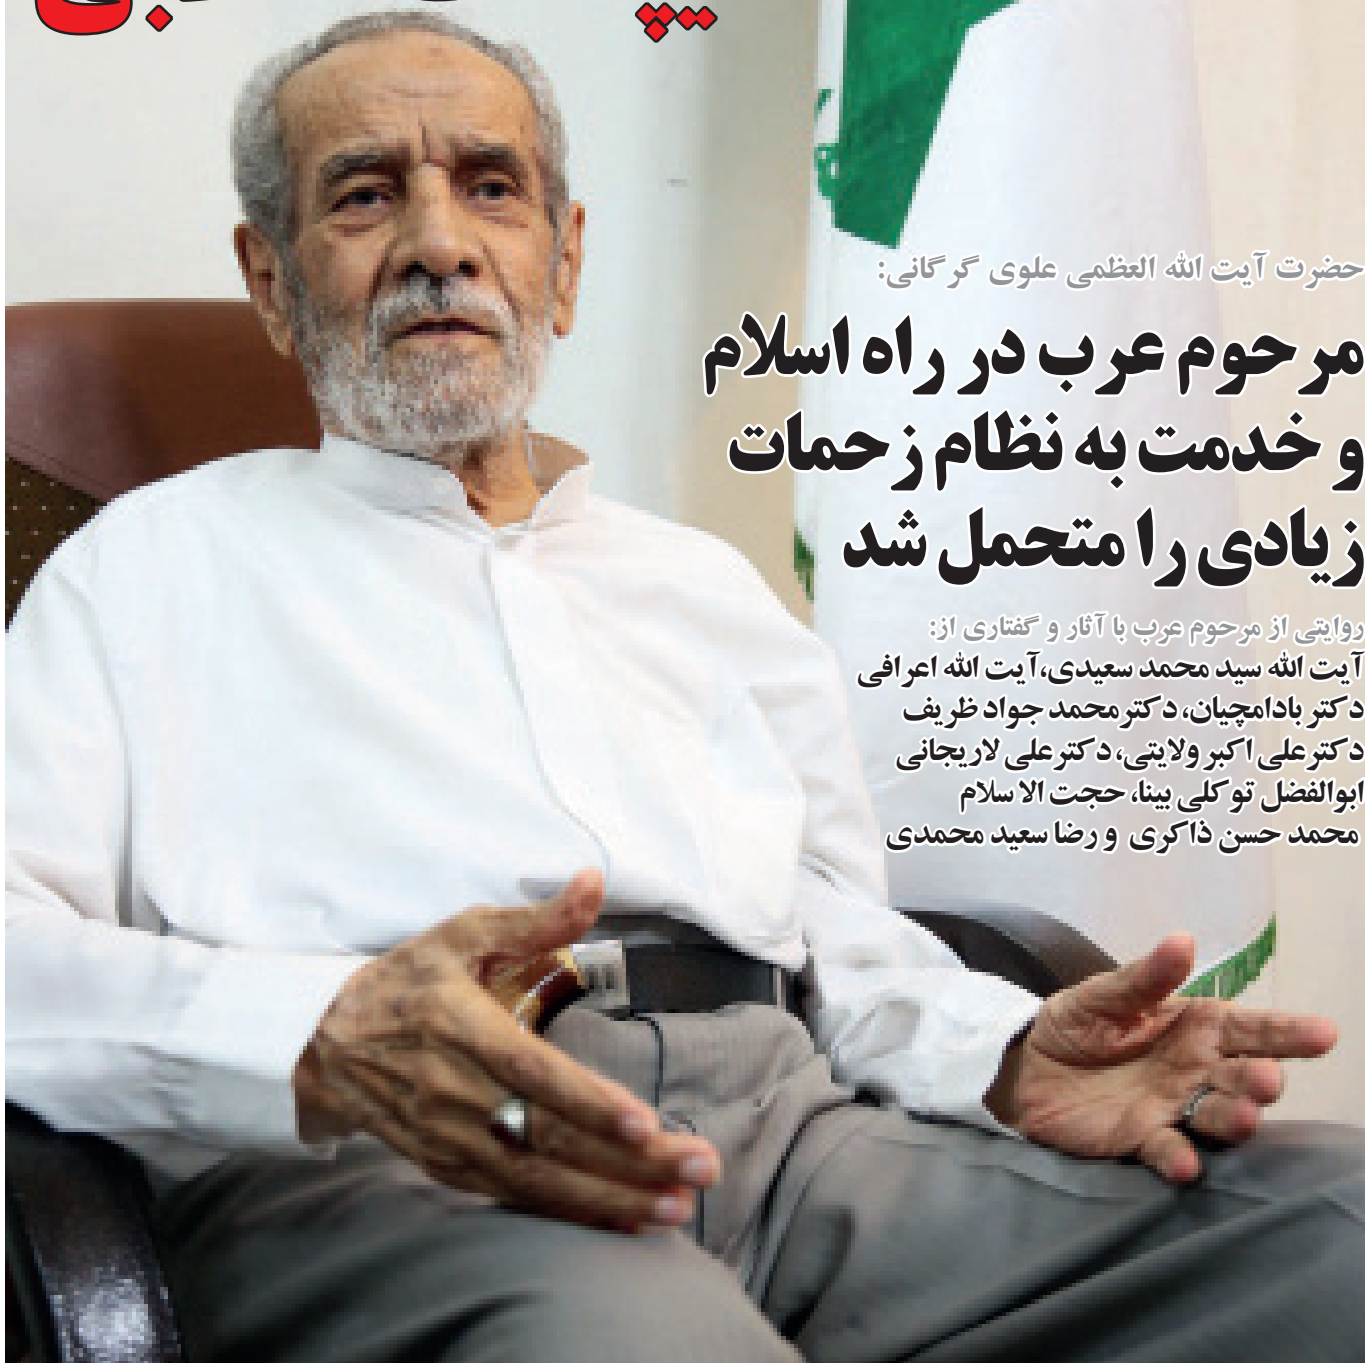 حضرت آیت الله العظمی علوی گرگانی:
مرحوم عرب در راه اسلام
و خدمت به نظام زحمات
زیادی را متحمل شد
روایتی از مرحوم عرب با آثار و گفتاری از:
آیت الله سید محمد سعیدی،آیت الله اعرافی
دکتر بادامچیان، دکترمحمد جواد ظریف
دکترعلی اکبر ولایتی، دکترعلی لاریجانی
ابوالفضل توکلی بینا، حجت الا سلام
محمد حسن ذاکری و رضا سعید محمدی